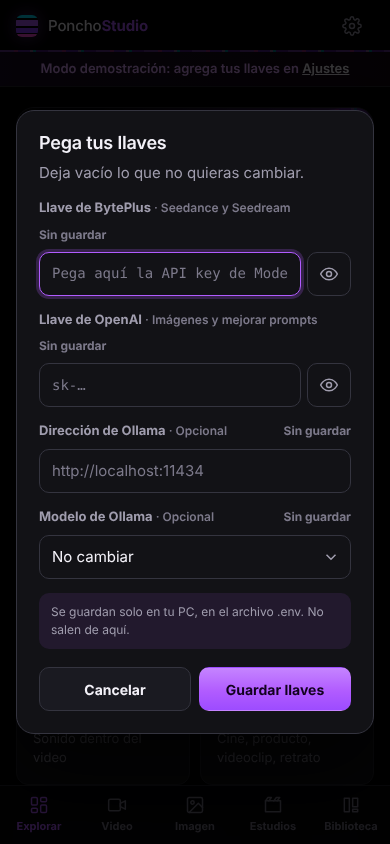 PonchoStudio
Modo demostración: agrega tus llaves en Ajustes
Pega tus llaves
Deja vacío lo que no quieras cambiar.
Llave de BytePlus · Seedance y Seedream
Sin guardar
Pega aquí la API key de Mode
Llave de OpenAI · Imágenes y mejorar prompts
Sin guardar
sk-…
Dirección de Ollama · Opcional Sin guardar
http://localhost:11434
Modelo de Ollama · Opcional Sin guardar
No cambiar
Se guardan solo en tu PC, en el archivo .env. No
salen de aquí.
Cancelar Guardar llaves
Sonido dentro del
video
Cine, producto,
videoclip, retrato
Explorar Video Imagen Estudios Biblioteca